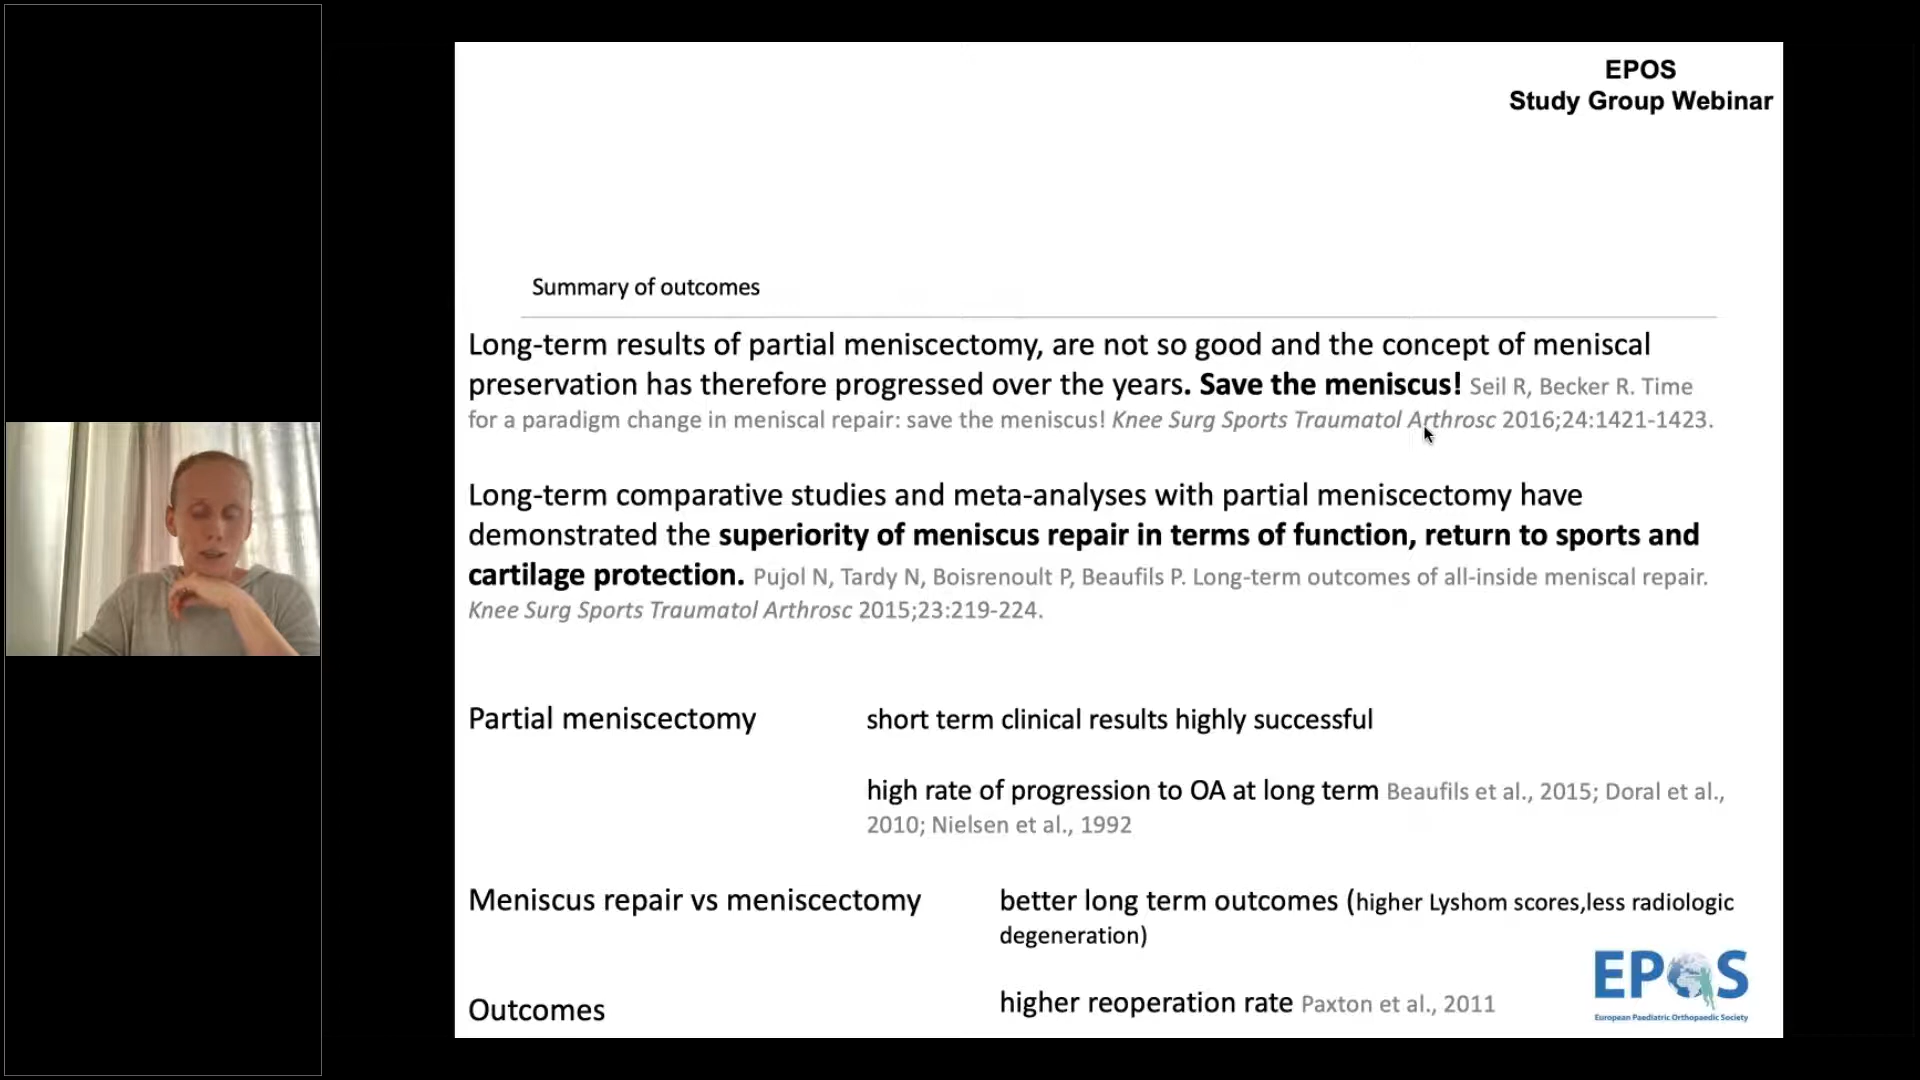 EPOS
Study Group Webinar
Summary of outcomes
Long-term results of partial meniscectomy, are not so good and the concept of meniscal
preservation has therefore progressed over the years. Save the meniscus! Seil R, Becker R. Time
for a paradigm change in meniscal repair: save the meniscus! Knee Surg Sports Traumatol Arthrosc 2016;24:1421-1423.
Long-term comparative studies and meta-analyses with partial meniscectomy have
demonstrated the superiority of meniscus repair in terms of function, return to sports and
cartilage protection. Pujol N, Tardy N, Boisrenoult P, Beaufils P. Long-term outcomes of all-inside meniscal repair.
Knee Surg Sports Traumatol Arthrosc 2015;23:219-224.
Partial meniscectomy short term clinical results highly successful
high rate of progression to OA at long term Beaufils et al., 2015; Doral et al.,
2010; Nielsen et al., 1992
Meniscus repair vs meniscectomy better long term outcomes (higher Lyshom scores,less radiologic
degeneration)
Outcomes higher reoperation rate Paxton et al., 2011
EPOS
European Paediatric Orthopaedic Society